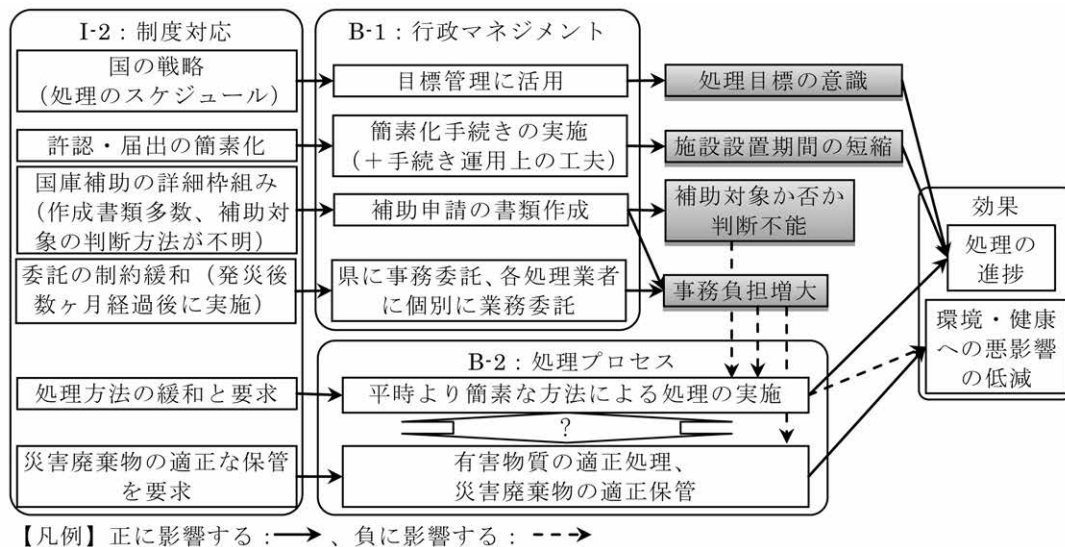 I-2：制度対応
国の戦略
（処理のスケジュール）
許認・届出の簡素化
国庫補助の詳細枠組み
（作成書類多数、補助対
象の判断方法が不明）
委託の制約緩和（発災後
数ヶ月経過後に実施）
処理方法の緩和と要求
災害廃棄物の適正な保管
を要求
B-1：行政マネジメント
目標管理に活用
簡素化手続きの実施
（＋手続き運用上の工夫）
補助申請の書類作成
県に事務委託、各処理業者
に個別に業務委託
処理目標の意識
施設設置期間の短縮
補助対象か否か
判断不能
事務負担増大
B-2：処理プロセス
平時より簡素な方法による処理の実施
?
有害物質の適正処理、
災害廃棄物の適正保管
効果
処理の
進捗
環境・健康
への悪影響
の低減
【凡例】正に影響する：、負に影響する：